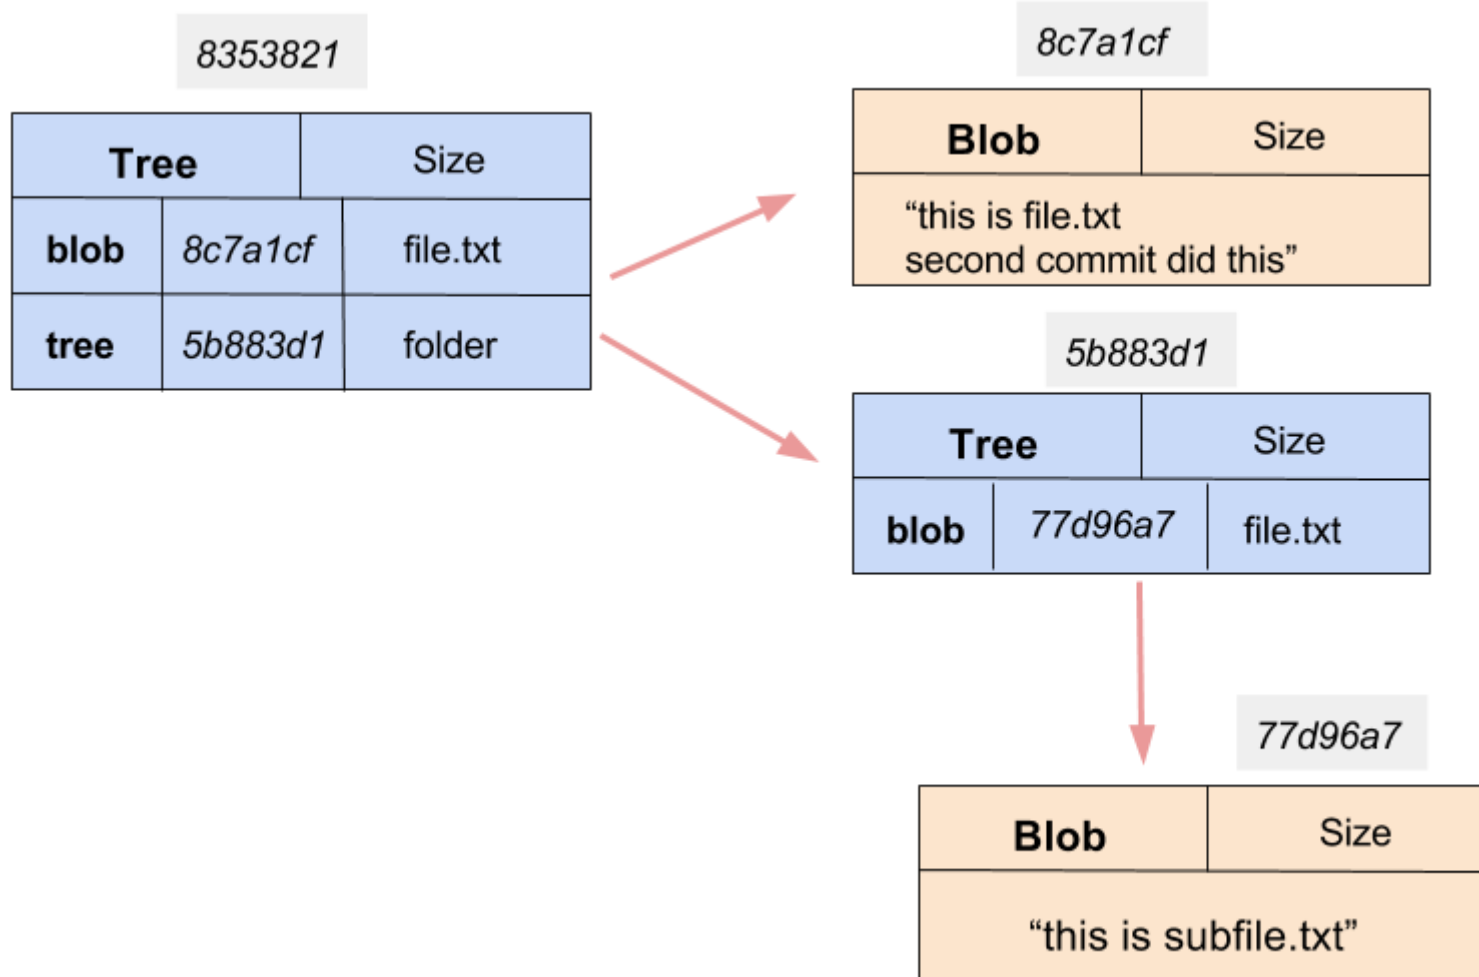 8353821
Tree Size
blob 8c7a1cf file.txt
tree 5b883d1 folder
8c7a1cf
Blob Size
“this is file.txt
second commit did this”
5b883d1
Tree Size
blob 77d96a7 file.txt
77d96a7
Blob Size
“this is subfile.txt”